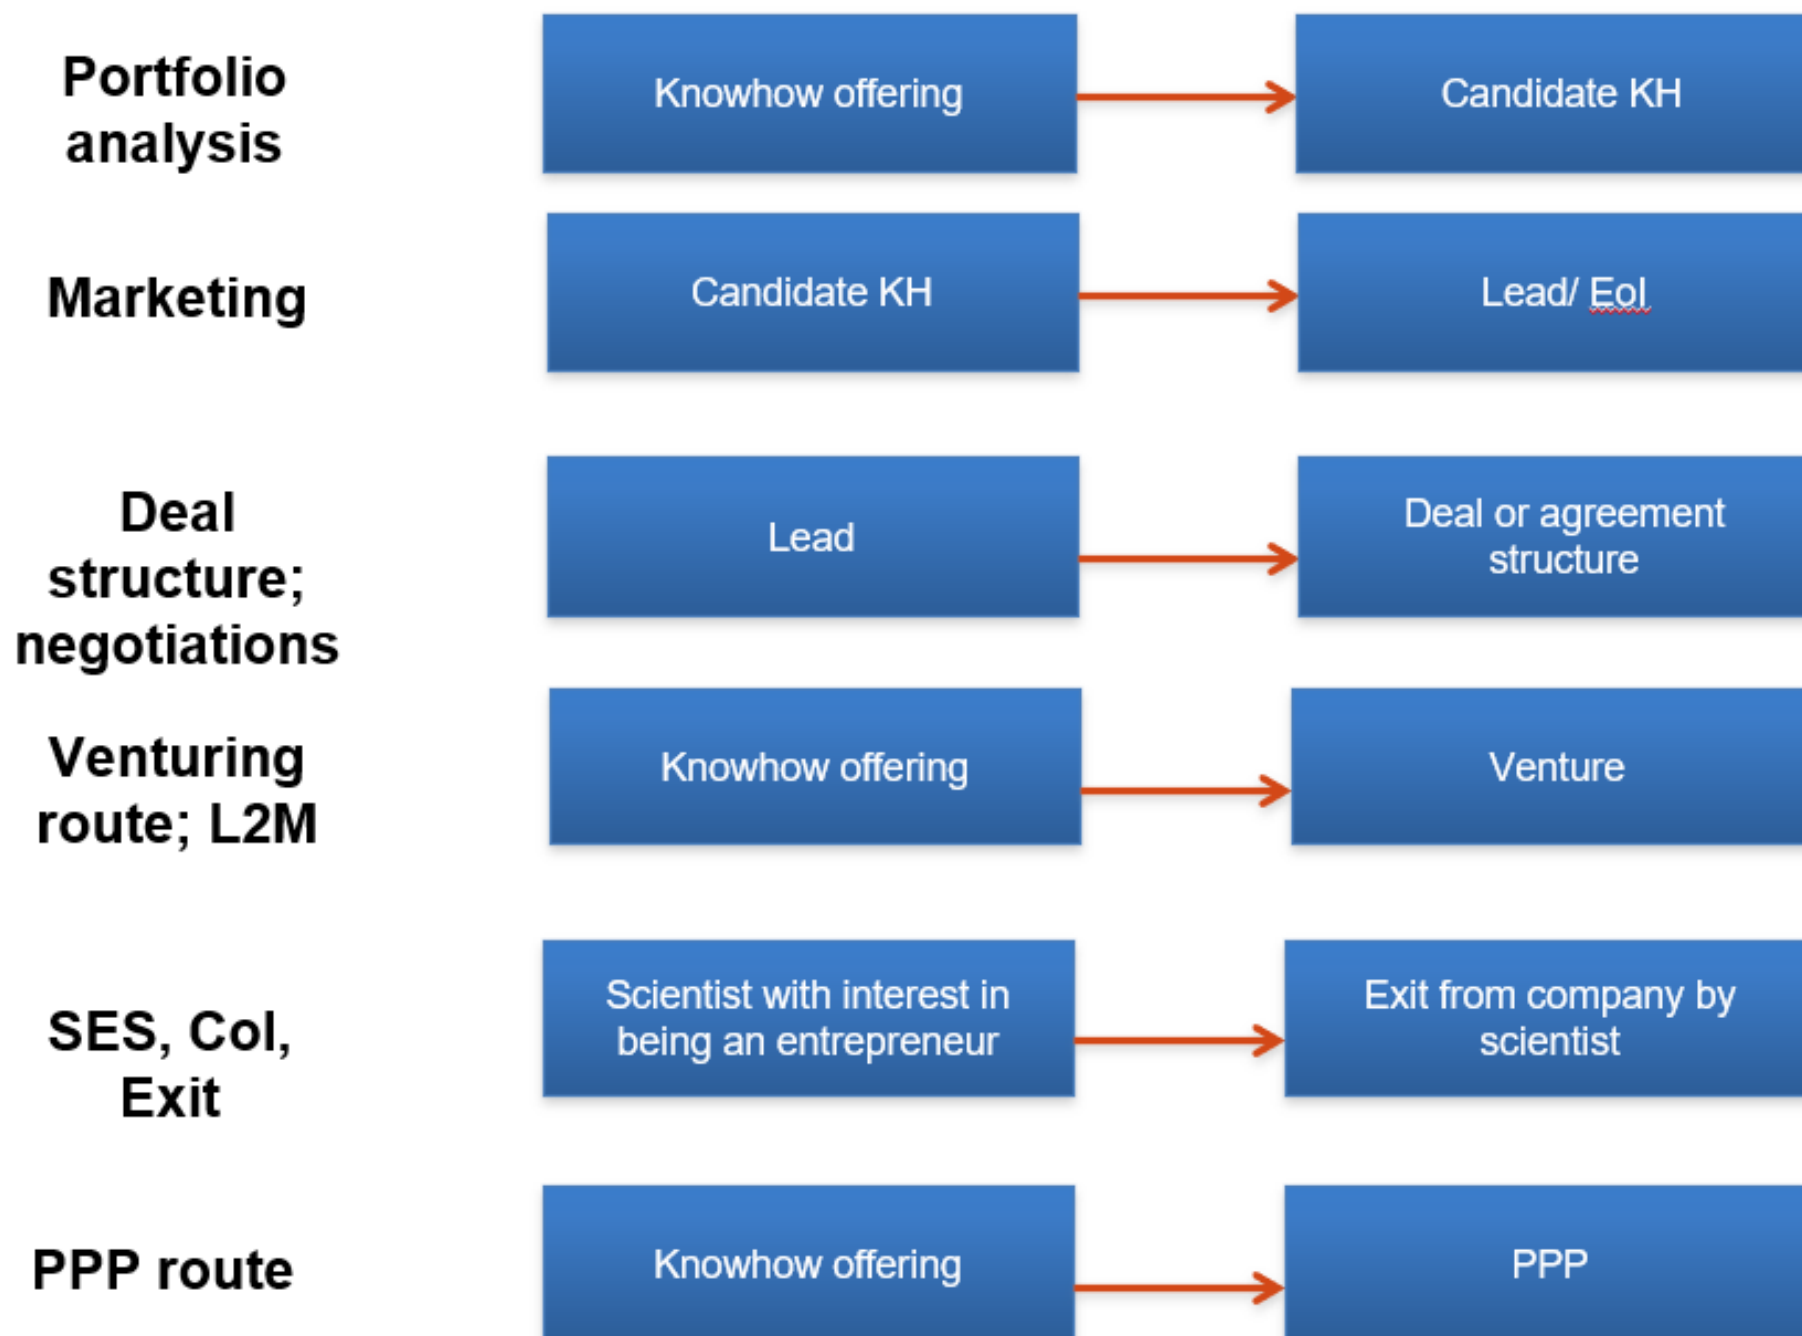 Portfolio
analysis
Knowhow offering
Candidate KH
Marketing
Candidate KH
Lead/ EoI
Deal
structure;
negotiations
Lead
Deal or agreement
structure
Venturing
route; L2M
Knowhow offering
Venture
SES, CoI,
Exit
Scientist with interest in
being an entrepreneur
Exit from company by
scientist
PPP route
Knowhow offering
PPP